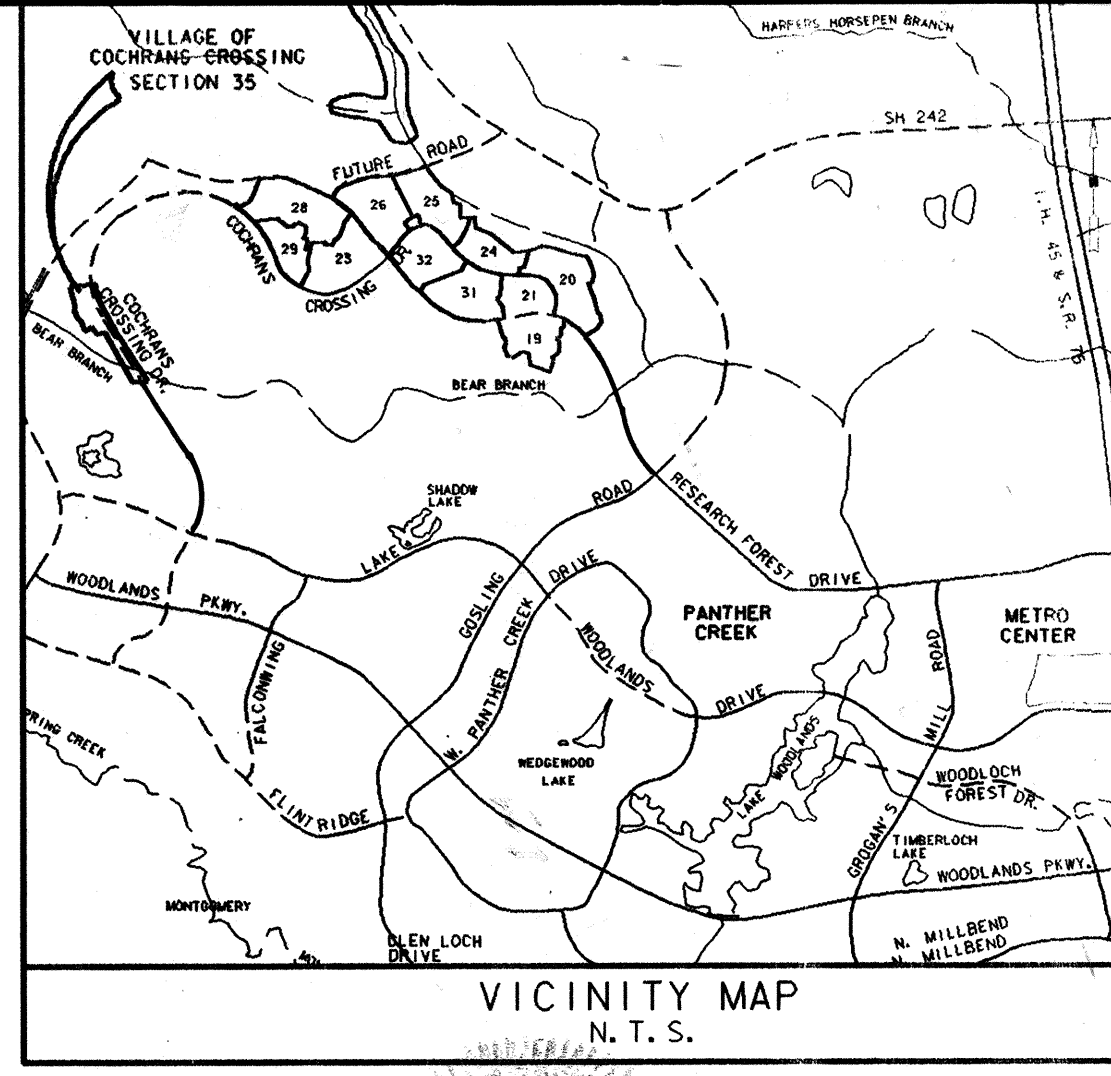 VILLAGE OF
COCHRANS CROSSING
SECTION 35
HARPERS HORSEPEN BRANCH
SH 242
FUTURE ROAD
28
26
25
29
23
32
24
20
31
21
19
COCHRANS
CROSSING
DR.
I.H. 45 & S.R. 75
COCHRANS
CROSSING DR.
BEAR BRANCH
BEAR BRANCH
SHADOW
LAKE
LAKE
GOSLING ROAD
RESEARCH FOREST DRIVE
WOODLANDS PKWY.
FALCONWING
W. PANTHER CREEK DRIVE
WOODLANDS DRIVE
PANTHER
CREEK
METRO
CENTER
GROGAN'S MILL ROAD
PRING CREEK
WEDGEWOOD
LAKE
LAKE WOODLANDS
WOODLOCH
FOREST DR.
FLINTRIDGE
TIMBERLOCH
LAKE
WOODLANDS PKWY.
MONTGOMERY
GLEN LOCH
DRIVE
N. MILLBEND
N. MILLBEND
VICINITY MAP
N. T. S.